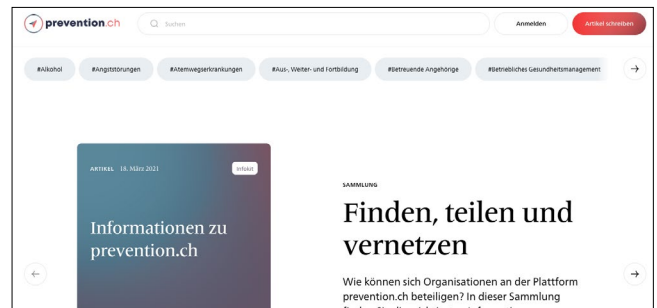 prevention.ch
Suchen
Anmelden
Artikel schreiben
#Alkohol
#Angststörungen
#Atemwegserkrankungen
#Aus-, Weiter- und Fortbildung
#Betreuende Angehörige
#Betriebliches Gesundheitsmanagement
ARTIKEL 18. März 2021
Infokit
Informationen zu
prevention.ch
SAMMLUNG
Finden, teilen und
vernetzen
Wie können sich Organisationen an der Plattform
prevention.ch beteiligen? In dieser Sammlung